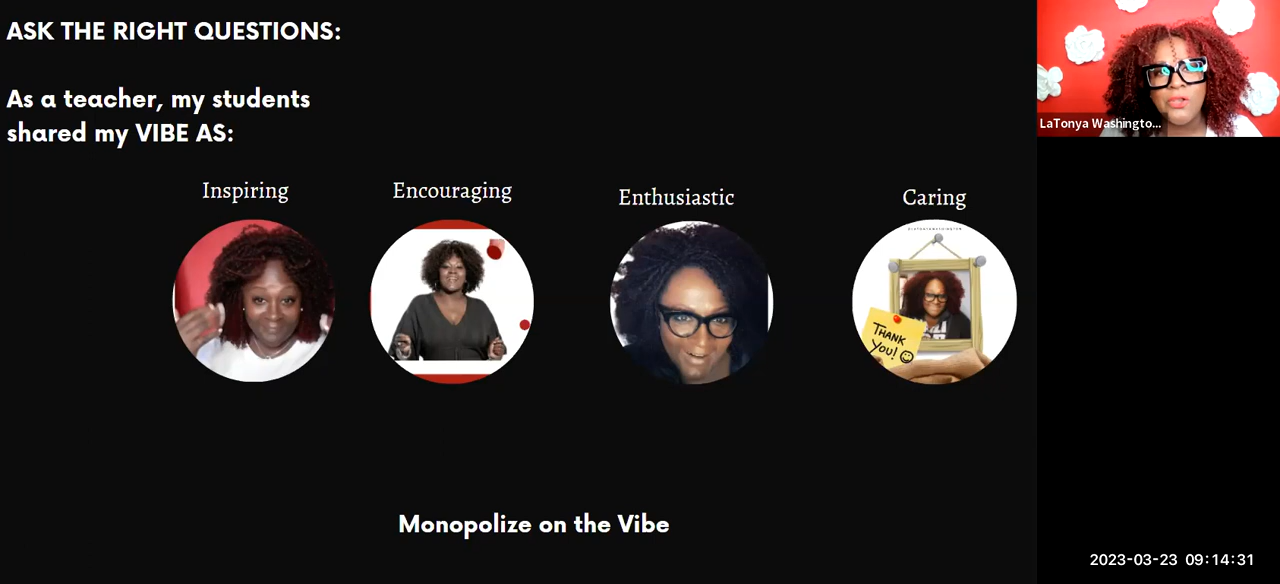 ASK THE RIGHT QUESTIONS:
As a teacher, my students
shared my VIBE AS:
Inspiring
Encouraging
Enthusiastic
Caring
THANK
YOU!
Monopolize on the Vibe
LaTonya Washingto...
2023-03-23 09:14:31